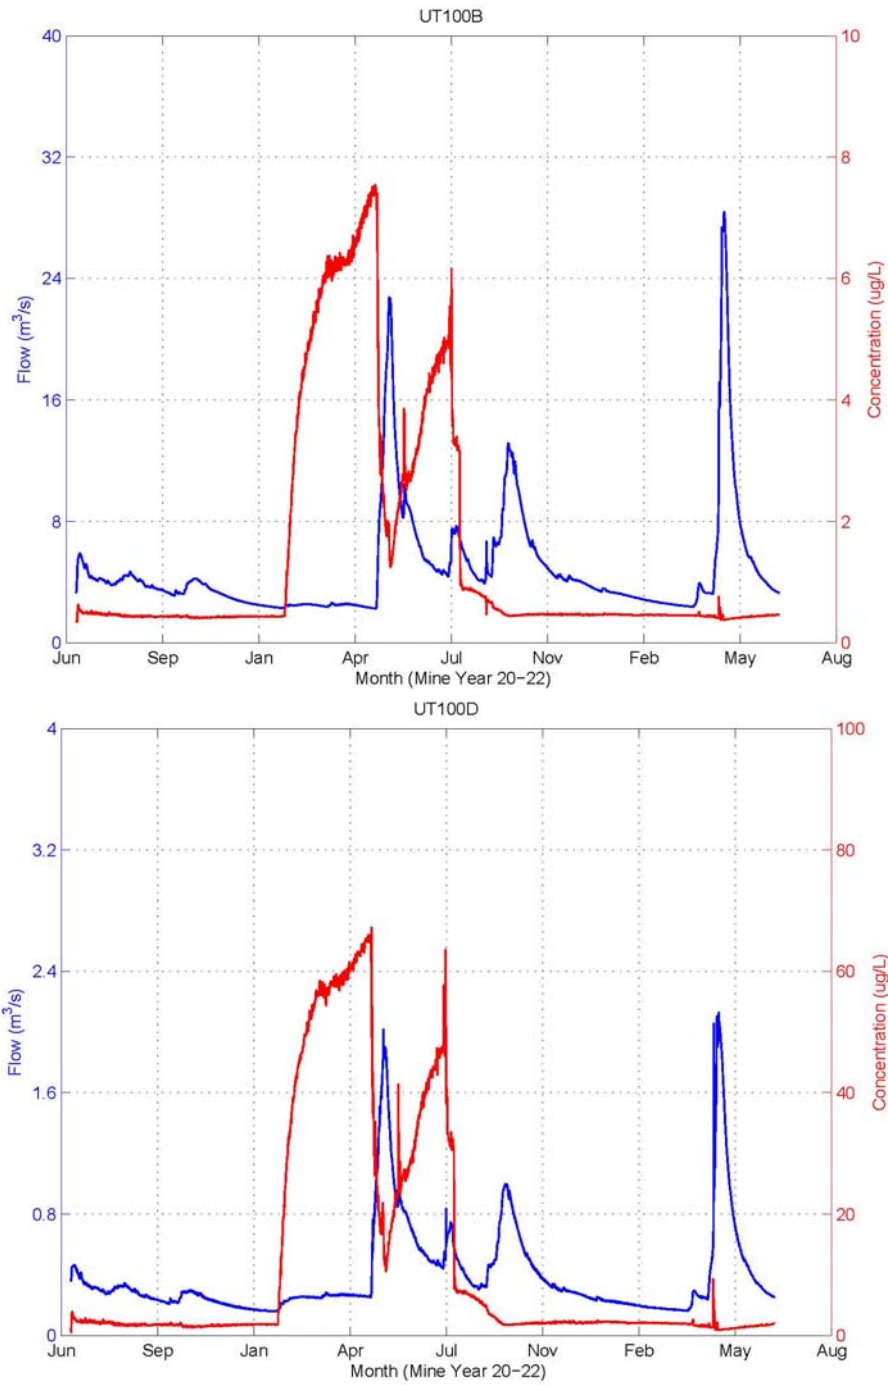 UT100B
40
32
24
16
8
0
Flow (m³/s)
10
8
6
4
2
0
Concentration (ug/L)
Jun Sep Jan Apr Jul Nov Feb May Aug
Month (Mine Year 20−22)
UT100D
4
3.2
2.4
1.6
0.8
0
Flow (m³/s)
100
80
60
40
20
0
Concentration (ug/L)
Jun Sep Jan Apr Jul Nov Feb May Aug
Month (Mine Year 20−22)